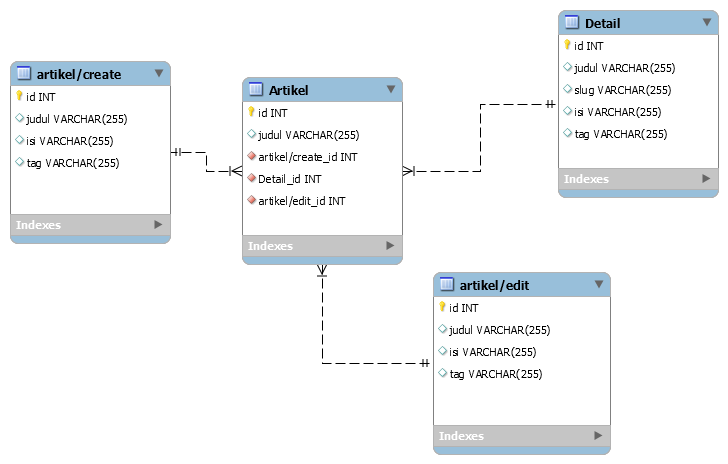 artikel/create
id INT
judul VARCHAR(255)
isi VARCHAR(255)
tag VARCHAR(255)
Indexes
Artikel
id INT
judul VARCHAR(255)
artikel/create_id INT
Detail_id INT
artikel/edit_id INT
Indexes
Detail
id INT
judul VARCHAR(255)
slug VARCHAR(255)
isi VARCHAR(255)
tag VARCHAR(255)
Indexes
artikel/edit
id INT
judul VARCHAR(255)
isi VARCHAR(255)
tag VARCHAR(255)
Indexes